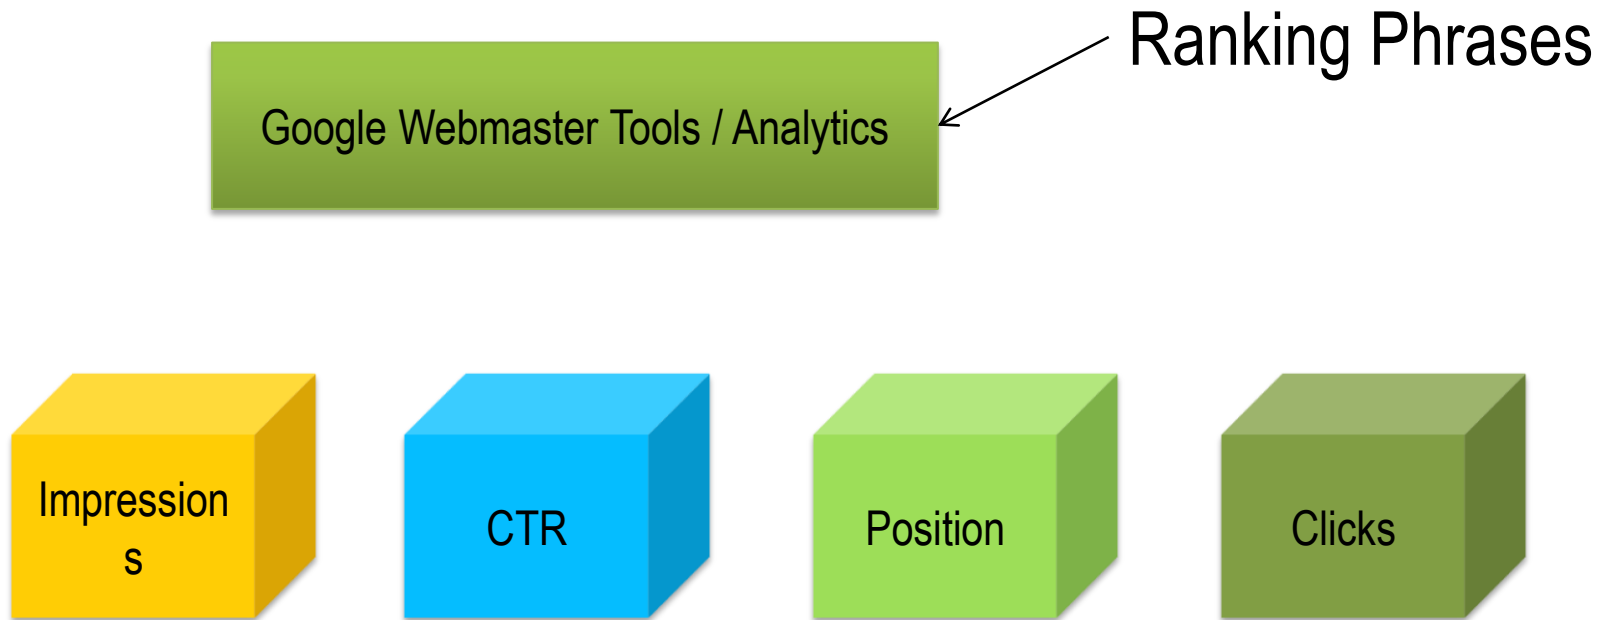 Ranking Phrases
Google Webmaster Tools / Analytics
Impression
s
CTR
Position
Clicks